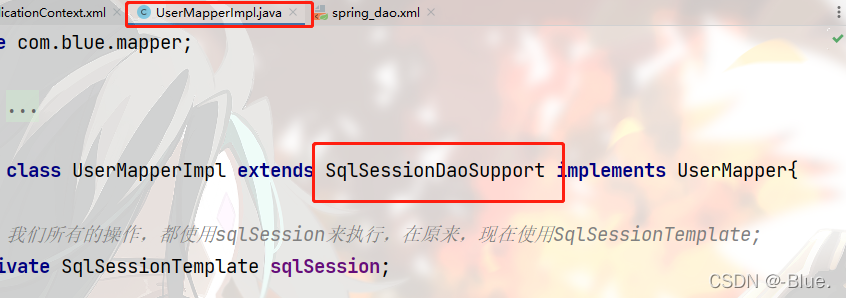 licationContext.xml × UserMapperImpl.java × spring_dao.xml ×
e com.blue.mapper;
...
class UserMapperImpl extends SqlSessionDaoSupport implements UserMapper{
我们所有的操作，都使用sqlSession来执行，在原来，现在使用SqlSessionTemplate;
ivate SqlSessionTemplate sqlSession;
CSDN @-Blue.